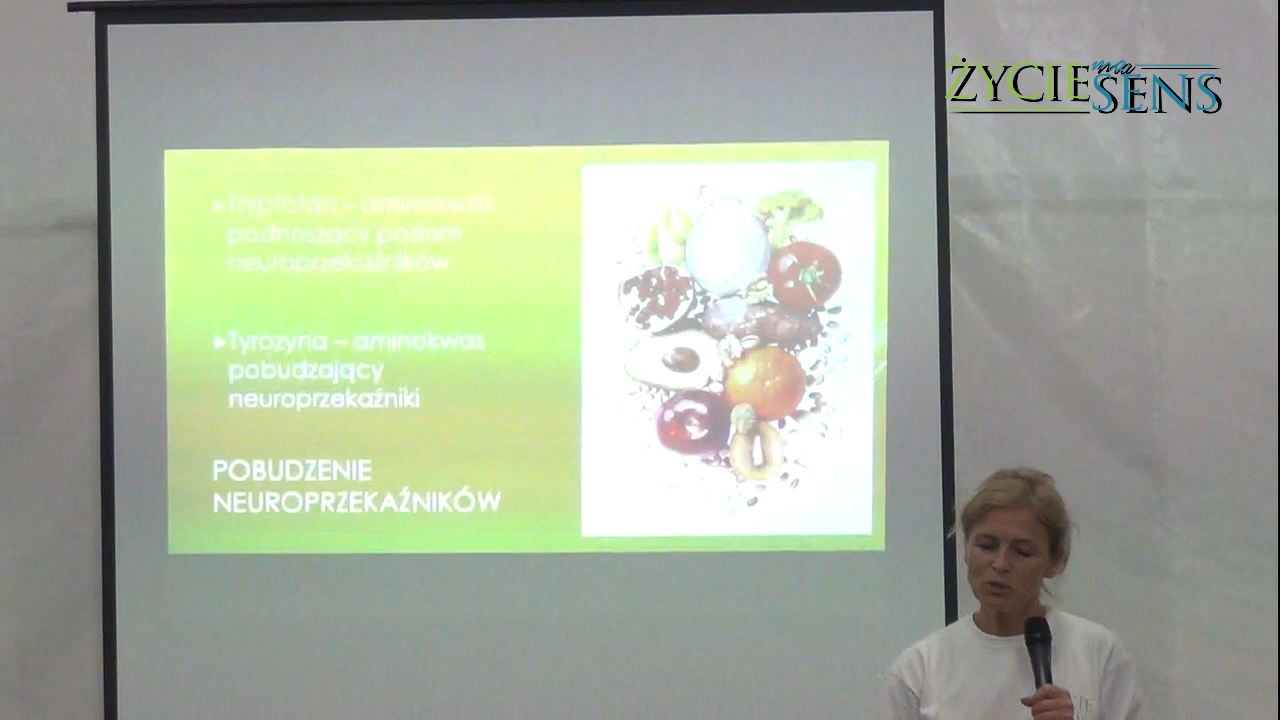 ŻYCIE ma SENS
▸Tryptofan – aminokwas
podnoszący poziom
neuroprzekaźników
▸Tyrozyna – aminokwas
pobudzający
neuroprzekaźniki
POBUDZENIE
NEUROPRZEKAŹNIKÓW